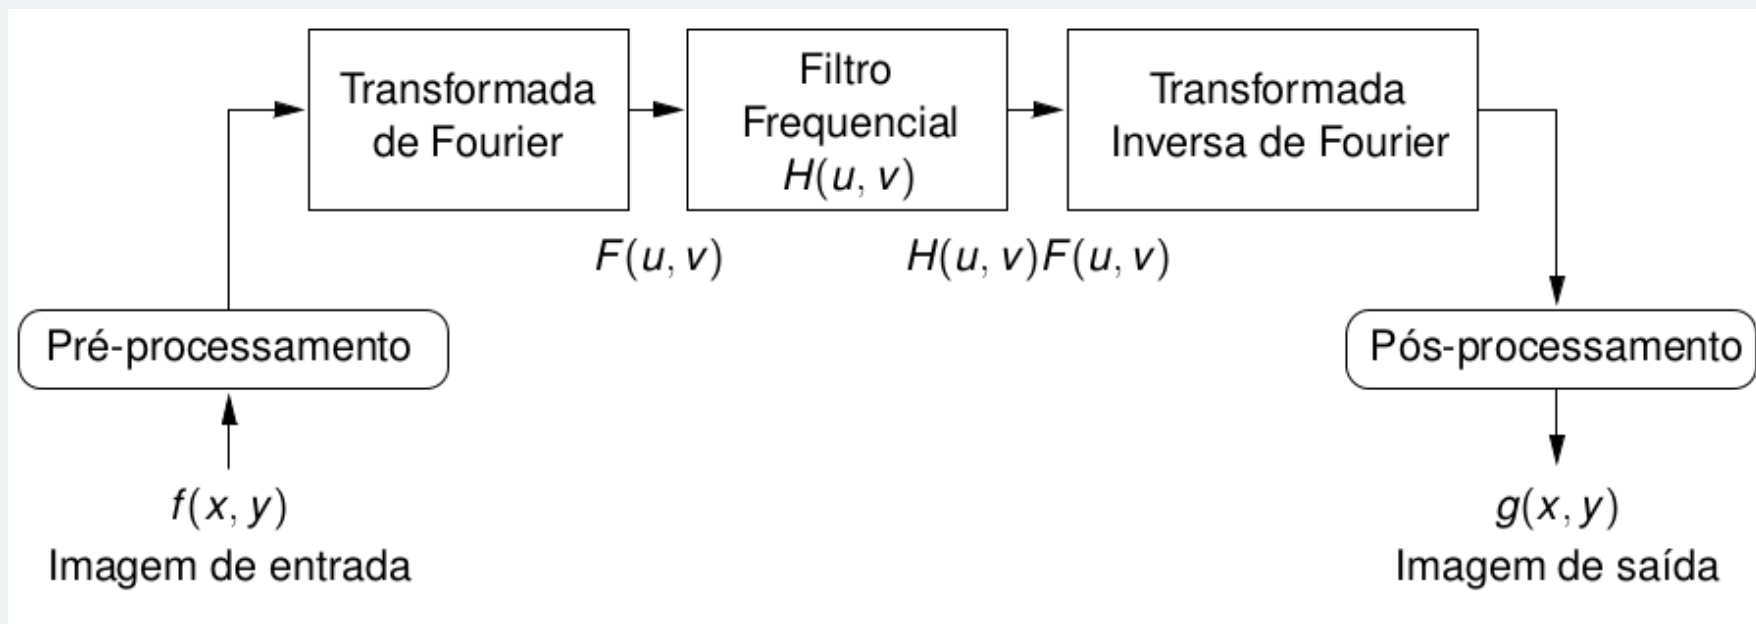 Transformada
de Fourier
Filtro
Frequencial
H(u, v)
Transformada
Inversa de Fourier
F(u, v)
H(u, v)F(u, v)
Pré-processamento
Pós-processamento
f(x, y)
Imagem de entrada
g(x, y)
Imagem de saída